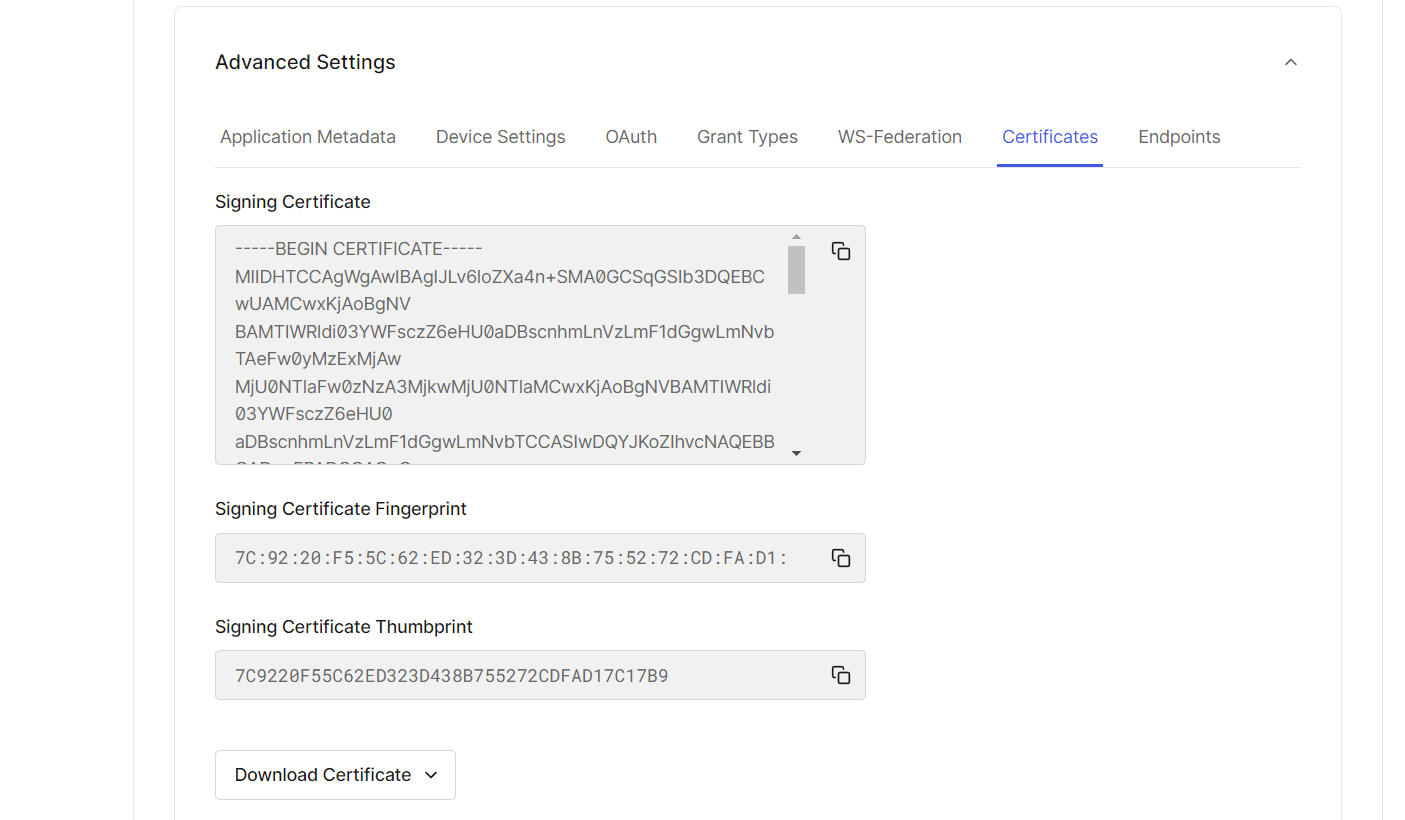 Advanced Settings
Application Metadata Device Settings OAuth Grant Types WS-Federation Certificates Endpoints
Signing Certificate
-----BEGIN CERTIFICATE-----
MIIDHTCCAgWgAwIBAgIJLv6loZXa4n+SMA0GCSqGSIb3DQEBC
wUAMCwxKjAoBgNV
BAMTIWRldi03YWFsczZ6eHU0aDBscnhmLnVzLmF1dGgwLmNvb
TAeFw0yMzExMjAw
MjU0NTlaFw0zNzA3MjkwMjU0NTlaMCwxKjAoBgNVBAMTIWRldi
03YWFsczZ6eHU0
aDBscnhmLnVzLmF1dGgwLmNvbTCCASIwDQYJKoZIhvcNAQEBB
Signing Certificate Fingerprint
7C:92:20:F5:5C:62:ED:32:3D:43:8B:75:52:72:CD:FA:D1:
Signing Certificate Thumbprint
7C9220F55C62ED323D438B755272CDFAD17C17B9
Download Certificate